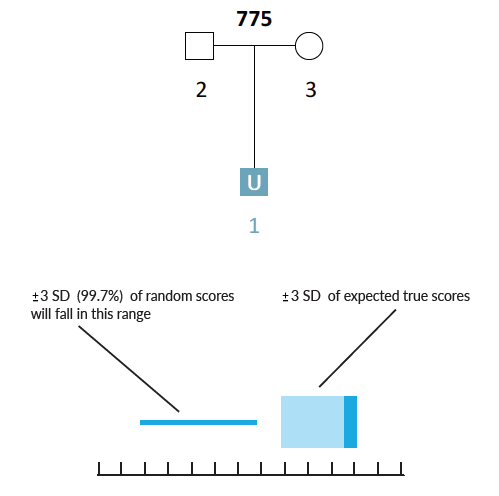 775
2
3
U
1
±3 SD (99.7%) of random scores
will fall in this range
±3 SD of expected true scores